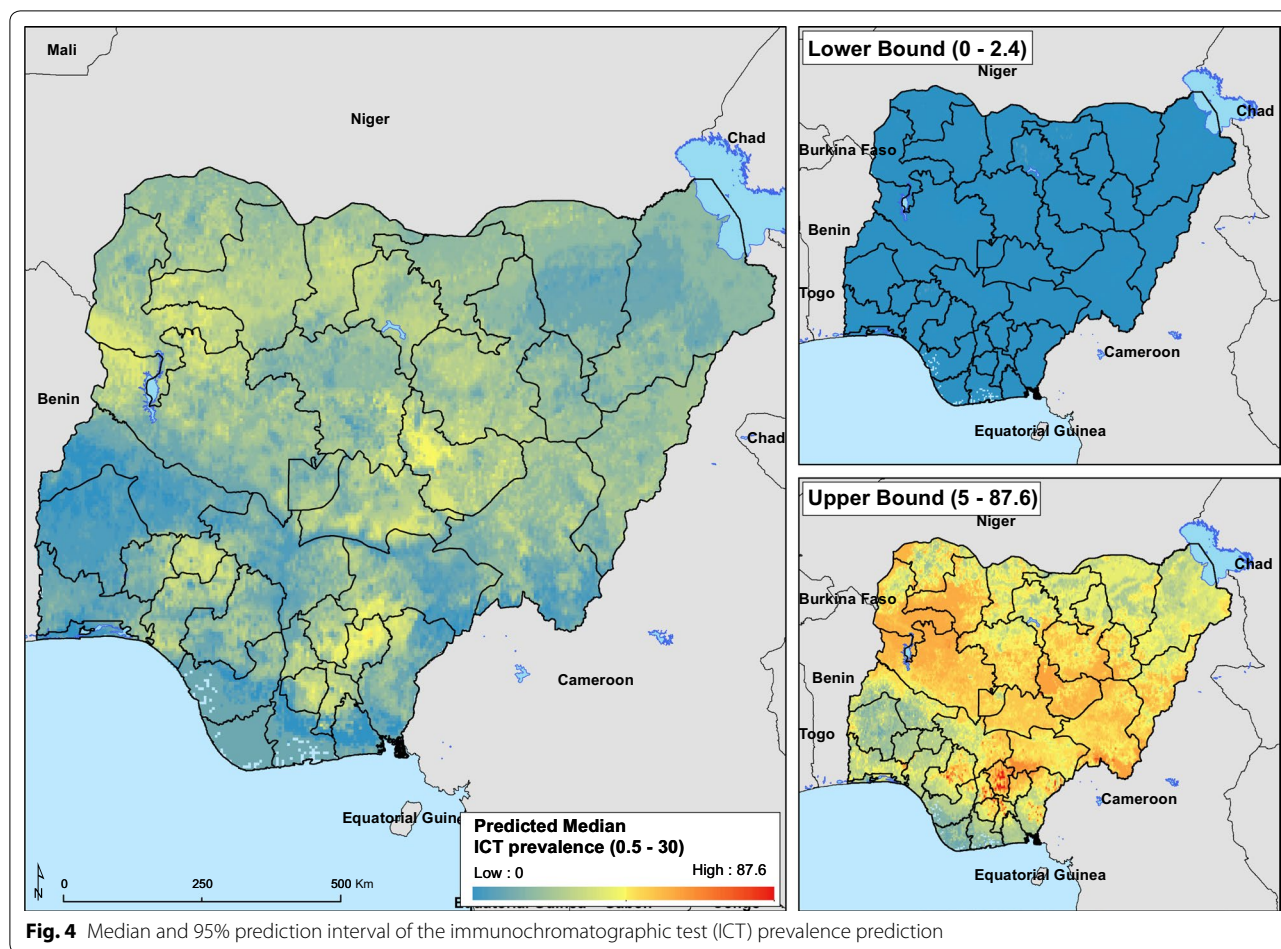 Mali
Niger
Chad
Benin
Chad
Cameroon
Equatorial Guine
Predicted Median
ICT prevalence (0.5 - 30)
Low : 0
High : 87.6
N
0 250 500 Km
Lower Bound (0 - 2.4)
Niger
Chad
Burkina Faso
Benin
Togo
Cameroon
Equatorial Guinea
Upper Bound (5 - 87.6)
Niger
Chad
Burkina Faso
Benin
Togo
Cameroon
Equatorial Guinea
Fig. 4 Median and 95% prediction interval of the immunochromatographic test (ICT) prevalence prediction